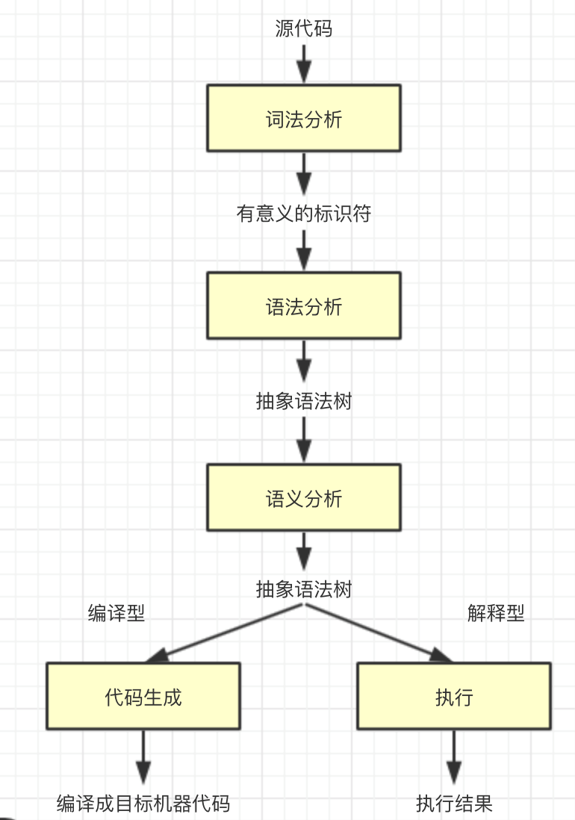 源代码
词法分析
有意义的标识符
语法分析
抽象语法树
语义分析
抽象语法树
编译型
解释型
代码生成
执行
编译成目标机器代码
执行结果